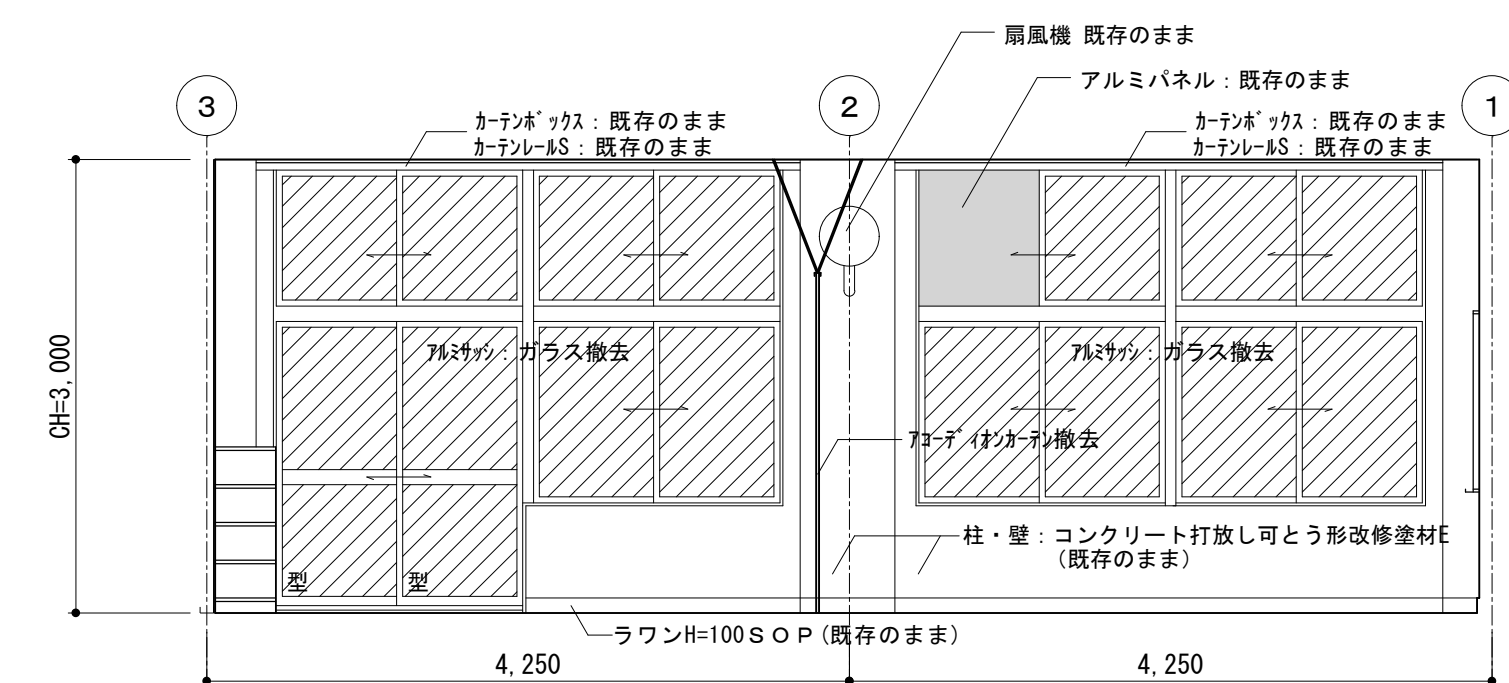 扇風機 既存のまま
アルミパネル：既存のまま
3
2
1
ｶｰﾃﾝﾎﾞｯｸｽ：既存のまま
ｶｰﾃﾝﾚｰﾙS：既存のまま
ｶｰﾃﾝﾎﾞｯｸｽ：既存のまま
ｶｰﾃﾝﾚｰﾙS：既存のまま
CH=3,000
ｱﾙﾐｻｯｼ：ガラス撤去
ｱﾙﾐｻｯｼ：ガラス撤去
ｱｺｰﾃﾞｨｵﾝｶｰﾃﾝ撤去
柱・壁：コンクリート打放し可とう形改修塗材E
(既存のまま)
型
型
ラワンH=100ＳＯＰ(既存のまま)
4,250
4,250